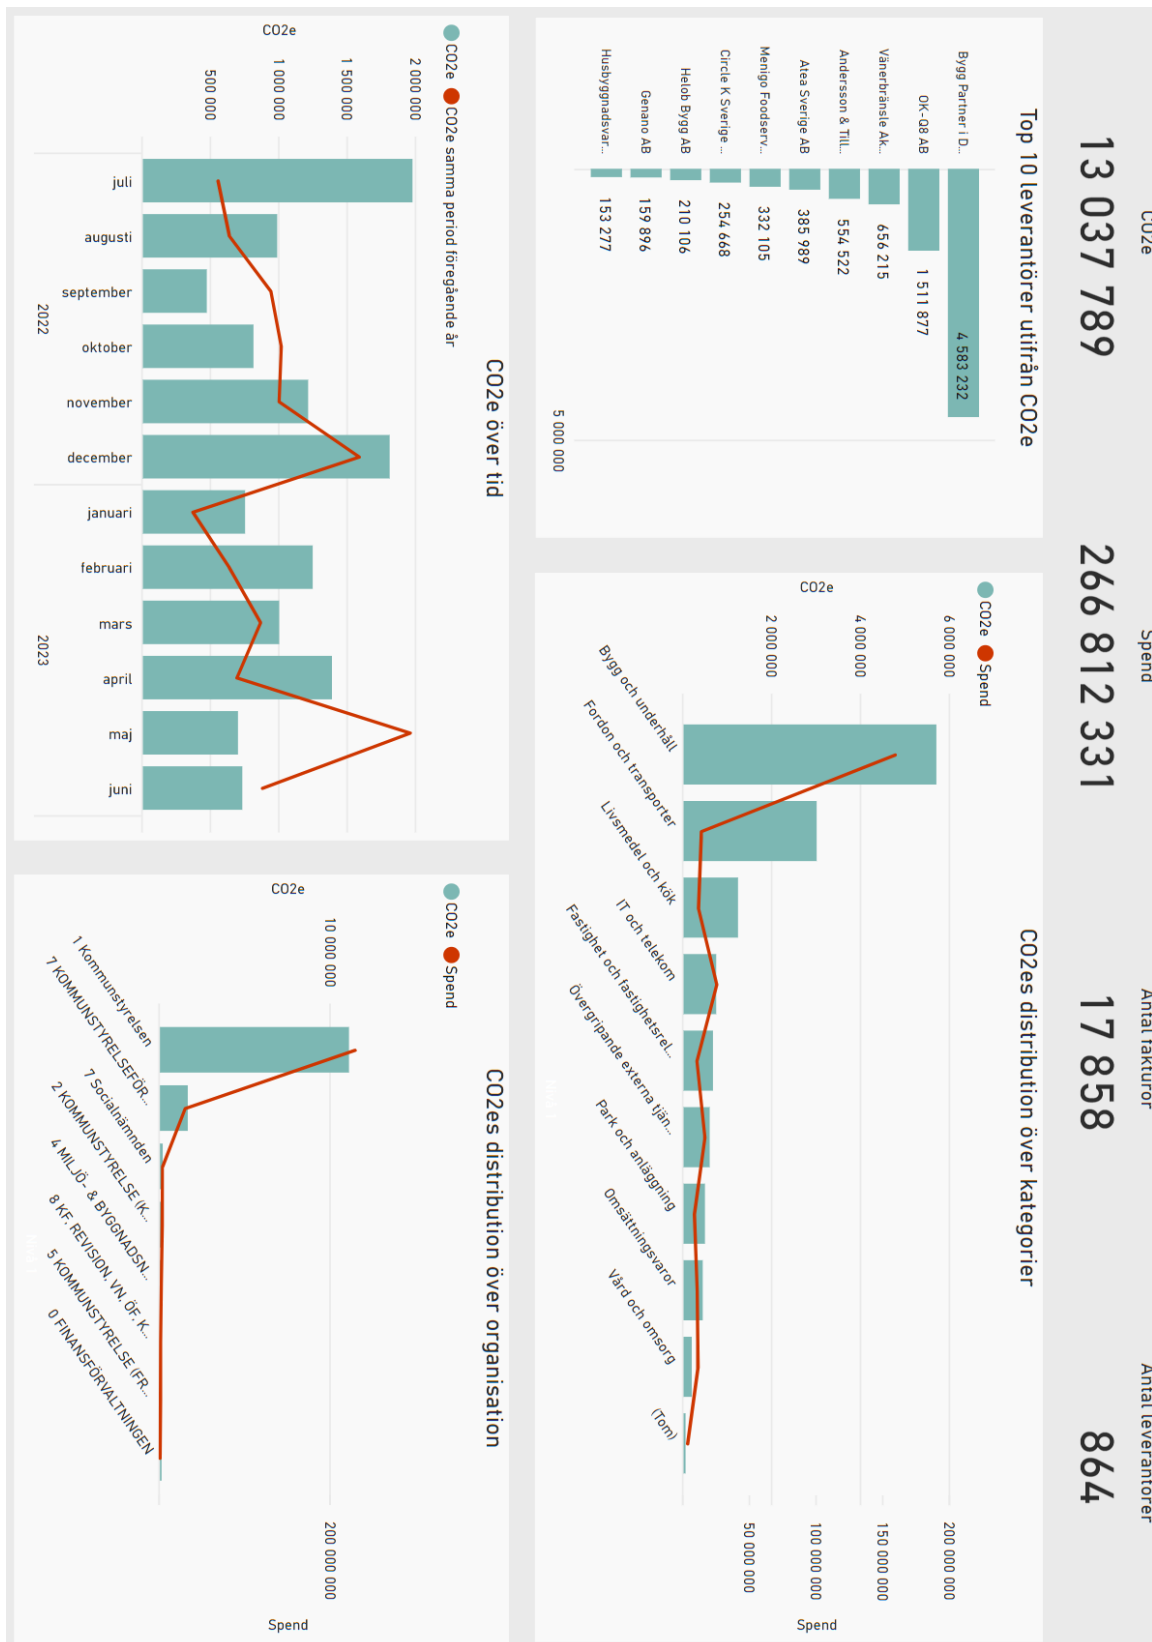 CO2e
13 037 789
Spend
266 812 331
Antal fakturor
17 858
Antal leverantörer
864
Top 10 leverantörer utifrån CO2e
Bygg Partner i D...
4 583 232
OK-Q8 AB
1 511 877
Vänerbränsle Ak...
656 215
Andersson & Till...
554 522
Atea Sverige AB
385 989
Menigo Foodserv...
332 105
Circle K Sverige ...
254 668
Helob Bygg AB
210 106
Genano AB
159 896
Husbyggnadsvar...
153 277
5 000 000
CO2es distribution över kategorier
CO2e Spend
6 000 000
4 000 000
2 000 000
CO2e
200 000 000
150 000 000
100 000 000
50 000 000
Spend
Bygg och underhåll
Fordon och transporter
Livsmedel och kök
IT och telekom
Fastighet och fastighetsrel...
Övergripande externa tjän...
Park och anläggning
Omsättningsvaror
Vård och omsorg
(Tom)
Nivå 1
CO2e över tid
CO2e CO2e samma period föregående år
2 000 000
1 500 000
1 000 000
500 000
CO2e
juli
augusti
september
oktober
november
december
januari
februari
mars
april
maj
juni
2022
2023
CO2es distribution över organisation
CO2e Spend
10 000 000
CO2e
200 000 000
Spend
1 Kommunstyrelsen
7 KOMMUNSTYRELSEFÖR...
7 Socialnämnden
2 KOMMUNSTYRELSE (K...
4 MILJÖ- & BYGGNADSN...
8 KF, REVISION, VN, ÖF, K...
5 KOMMUNSTYRELSE (FR...
0 FINANSFÖRVALTNINGEN
Nivå 1